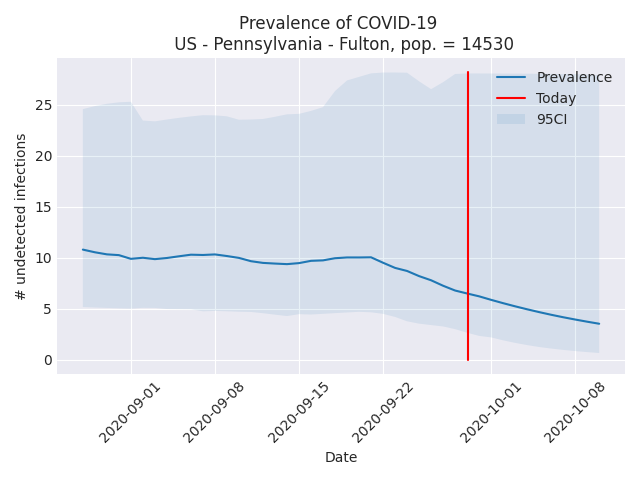 Prevalence of COVID-19
US - Pennsylvania - Fulton, pop. = 14530
Prevalence
Today
95CI
# undetected infections
25
20
15
10
5
0
2020-09-01
2020-09-08
2020-09-15
2020-09-22
2020-10-01
2020-10-08
Date